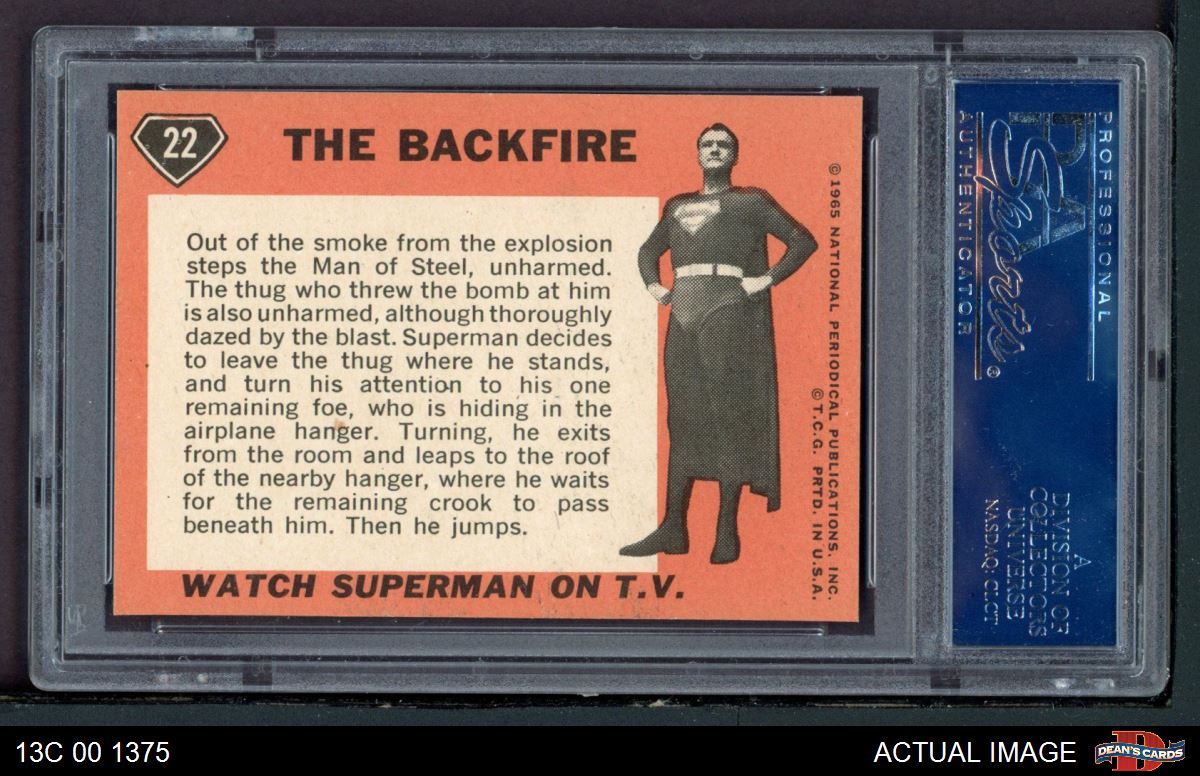 22
THE BACKFIRE
Out of the smoke from the explosion
steps the Man of Steel, unharmed.
The thug who threw the bomb at him
is also unharmed, although thoroughly
dazed by the blast. Superman decides
to leave the thug where he stands,
and turn his attention to his one
remaining foe, who is hiding in the
airplane hanger. Turning, he exits
from the room and leaps to the roof
of the nearby hanger, where he waits
for the remaining crook to pass
beneath him. Then he jumps.
WATCH SUPERMAN ON T.V.
© 1965 NATIONAL PERIODICAL PUBLICATIONS, INC.
© T.C.G. PRTD. IN U.S.A.
PROFESSIONAL
PSA
Sports®
AUTHENTICATOR
A
DIVISION OF
COLLECTORS
UNIVERSE
NASDAQ: CLCT
13C 00 1375
ACTUAL IMAGE
D
DEAN'S CARDS